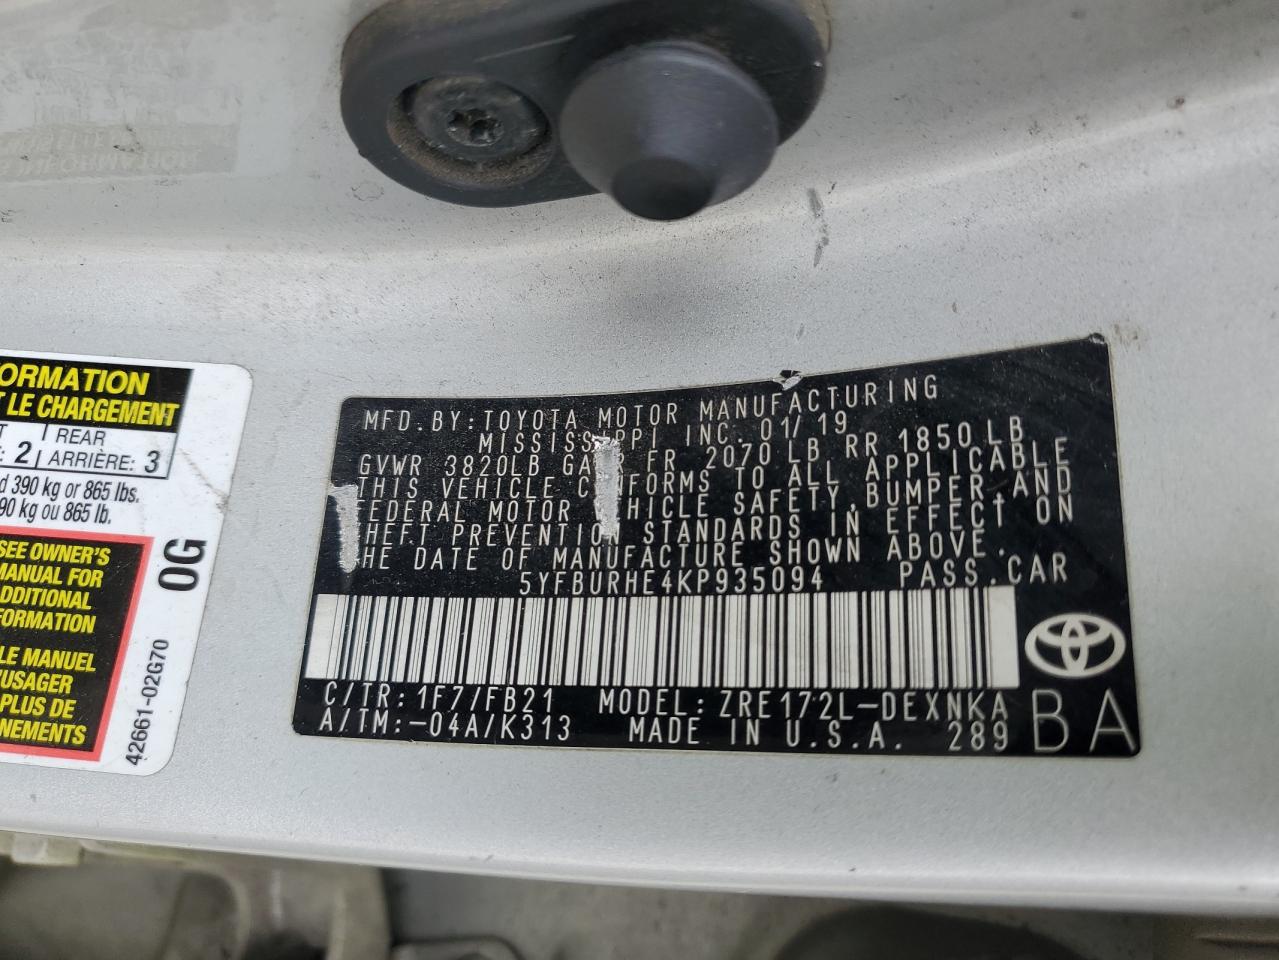 ORMATION
T LE CHARGEMENT
T REAR
: 2 ARRIÈRE: 3
d 390 kg or 865 lbs.
90 kg ou 865 lb.
SEE OWNER'S
MANUAL FOR
ADDITIONAL
FORMATION
LE MANUEL
'USAGER
PLUS DE
NEMENTS
0G
42661-02G70
MFD. BY: TOYOTA MOTOR MANUFACTURING
MISSISSIPPI INC. 01/19
GVWR 3820LB GAWR FR 2070 LB RR 1850 LB
THIS VEHICLE CONFORMS TO ALL APPLICABLE
FEDERAL MOTOR VEHICLE SAFETY, BUMPER, AND
THEFT PREVENTION STANDARDS IN EFFECT ON
THE DATE OF MANUFACTURE SHOWN ABOVE.
5YFBURHE4KP935094 PASS. CAR
C/TR: 1F7/FB21 MODEL: ZRE172L-DEXNKA
A/TM: -04A/K313 MADE IN U.S.A. 289
BA